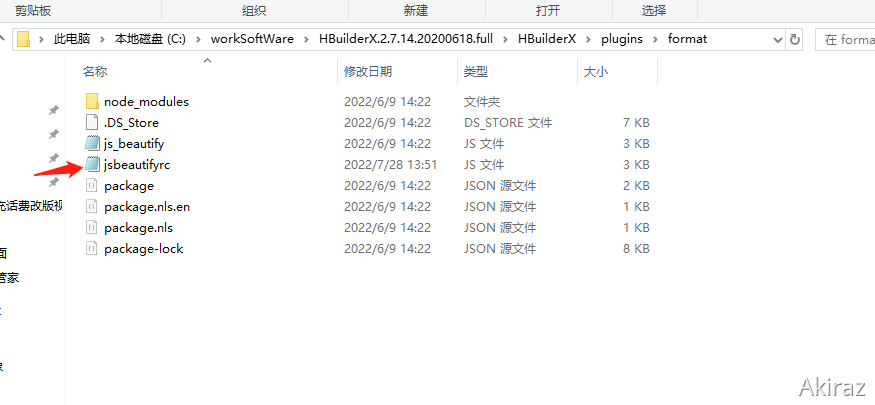 剪贴板 组织 新建 打开 选择
此电脑 本地磁盘 (C:) workSoftWare HBuilderX.2.7.14.20200618.full HBuilderX plugins format 在 forma
名称 修改日期 类型 大小
node_modules 2022/6/9 14:22 文件夹
.DS_Store 2022/6/9 14:22 DS_STORE 文件 7 KB
js_beautify 2022/6/9 14:22 JS 文件 3 KB
jsbeautifyrc 2022/7/28 13:51 JS 文件 3 KB
package 2022/6/9 14:22 JSON 源文件 2 KB
充话费改版视
package.nls.en 2022/6/9 14:22 JSON 源文件 1 KB
package.nls 2022/6/9 14:22 JSON 源文件 1 KB
面
package-lock 2022/6/9 14:22 JSON 源文件 8 KB
管家
Akiraz